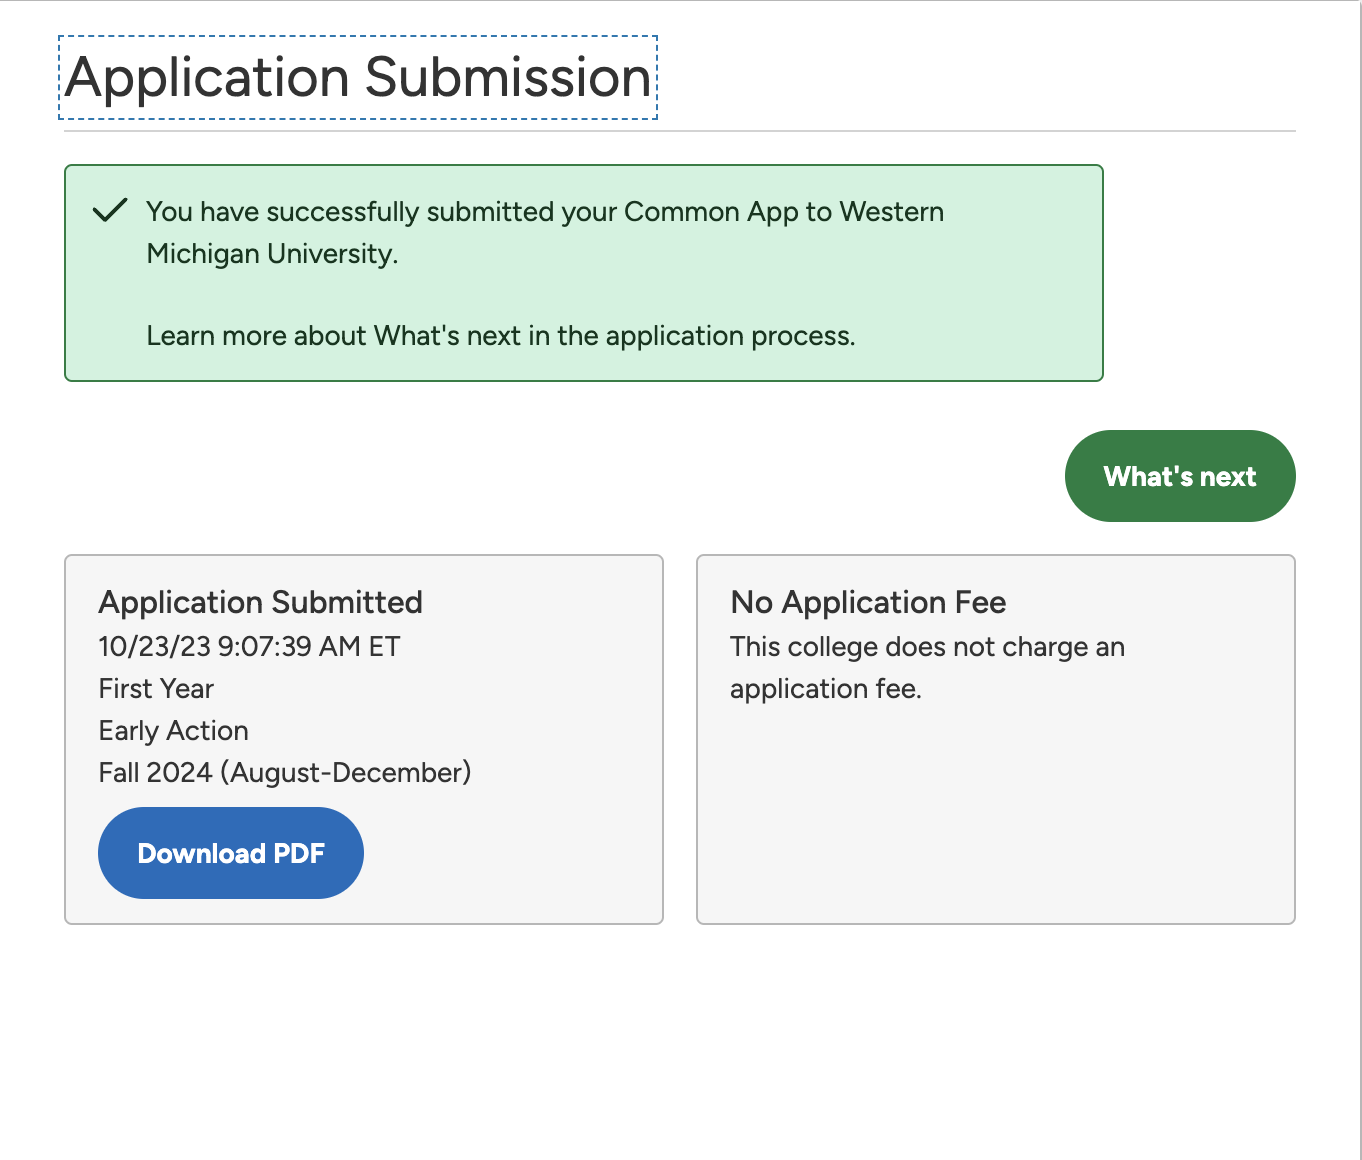 Application Submission
You have successfully submitted your Common App to Western
Michigan University.
Learn more about What's next in the application process.
What's next
Application Submitted
10/23/23 9:07:39 AM ET
First Year
Early Action
Fall 2024 (August-December)
Download PDF
No Application Fee
This college does not charge an
application fee.